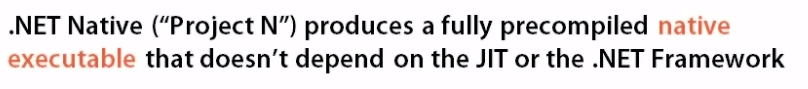 .NET Native (“Project N”) produces a fully precompiled native
executable that doesn’t depend on the JIT or the .NET Framework